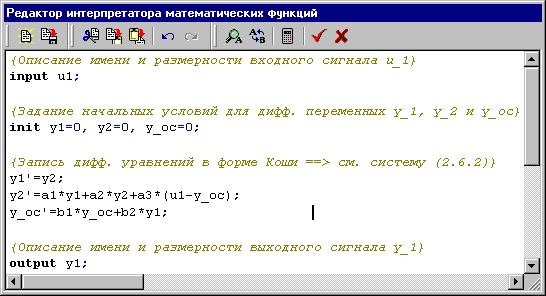 Редактор интерпретатора математических функций
{Описание имени и размерности входного сигнала u_1}
input u1;
{Задание начальных условий для дифф. переменных y_1, y_2 и y_oc}
init y1=0, y2=0, y_oc=0;
{Запись дифф. уравнений в форме Коши ==> см. систему (2.6.2)}
y1'=y2;
y2'=a1*y1+a2*y2+a3*(u1-y_oc);
y_oc'=b1*y_oc+b2*y1;
{Описание имени и размерности выходного сигнала y_1}
output y1;